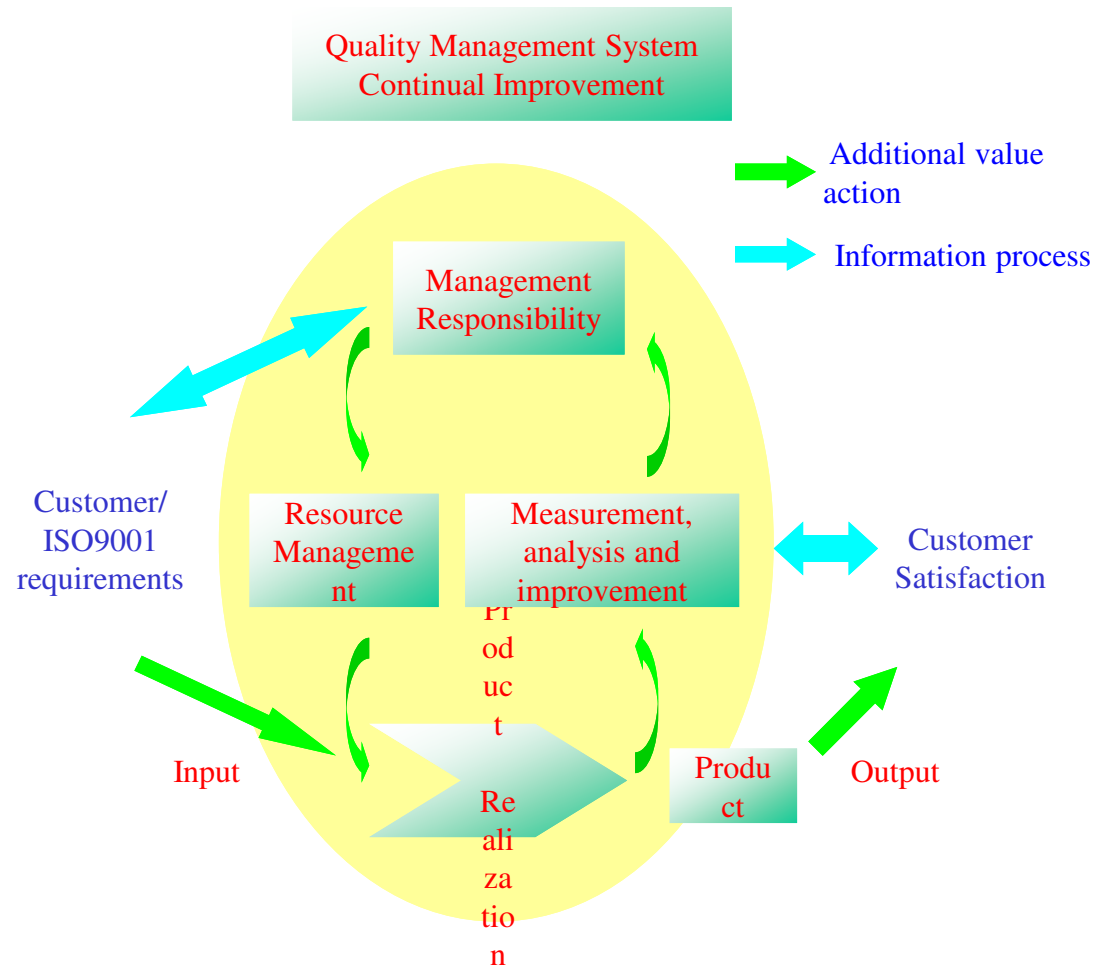 Quality Management System
Continual Improvement
Additional value
action
Information process
Management
Responsibility
Customer/
ISO9001
requirements
Resource
Manageme
nt
Measurement,
analysis and
improvement
Customer
Satisfaction
Pr
od
uc
t
Re
ali
za
tio
n
Input
Produ
ct
Output